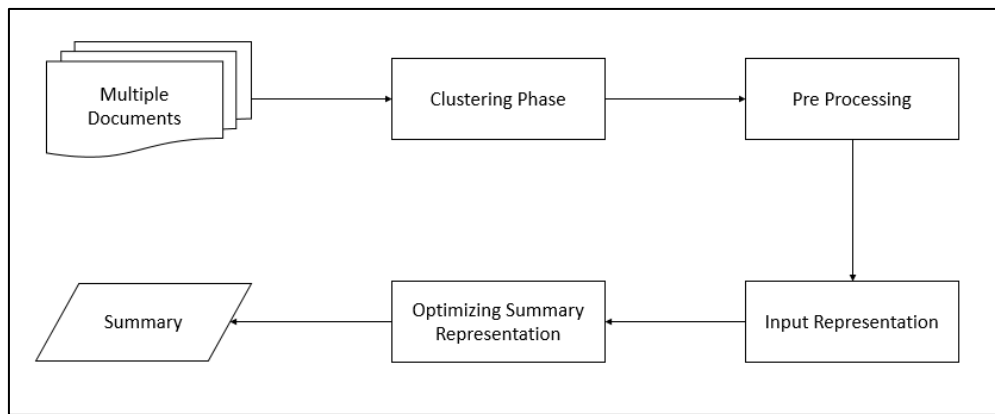 Multiple
Documents
Clustering Phase
Pre Processing
Input Representation
Optimizing Summary
Representation
Summary